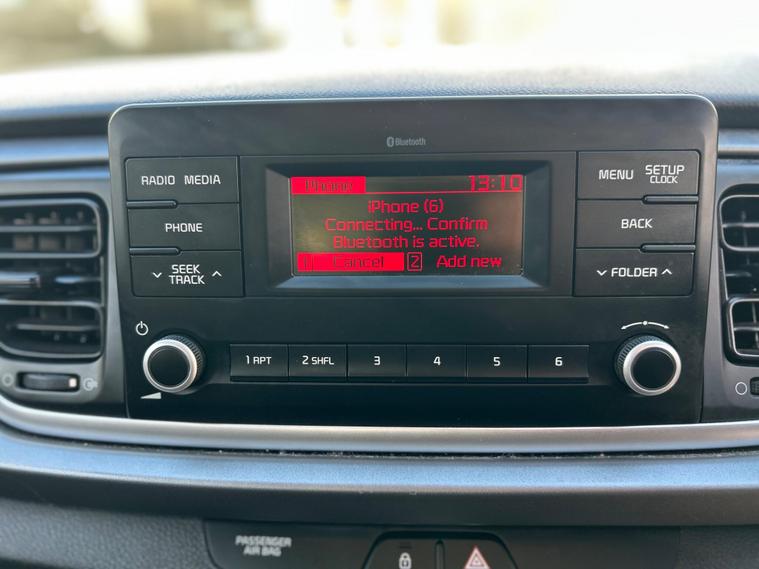 Bluetooth
RADIO MEDIA
PHONE
SEEK
TRACK
Phone 13:10
iPhone (6)
Connecting... Confirm
Bluetooth is active.
1 Cancel 2 Add new
MENU SETUP
CLOCK
BACK
FOLDER
1 RPT 2 SHFL 3 4 5 6
PASSENGER
AIR BAG